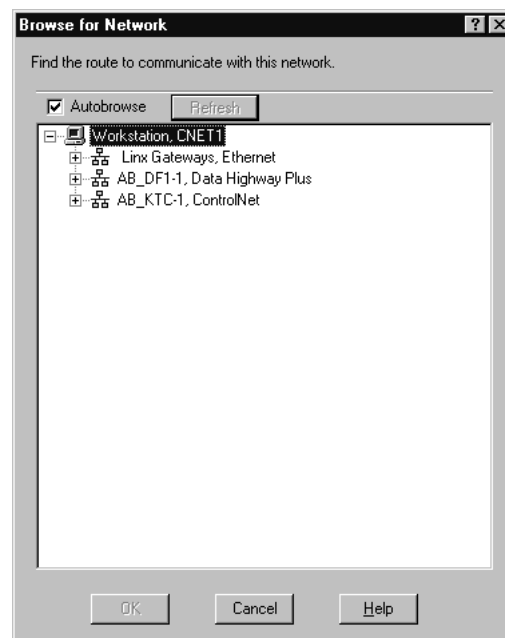 Browse for Network
Find the route to communicate with this network.
Autobrowse Refresh
Workstation, CNET1
Linx Gateways, Ethernet
AB_DF1-1, Data Highway Plus
AB_KTC-1, ControlNet
OK Cancel Help